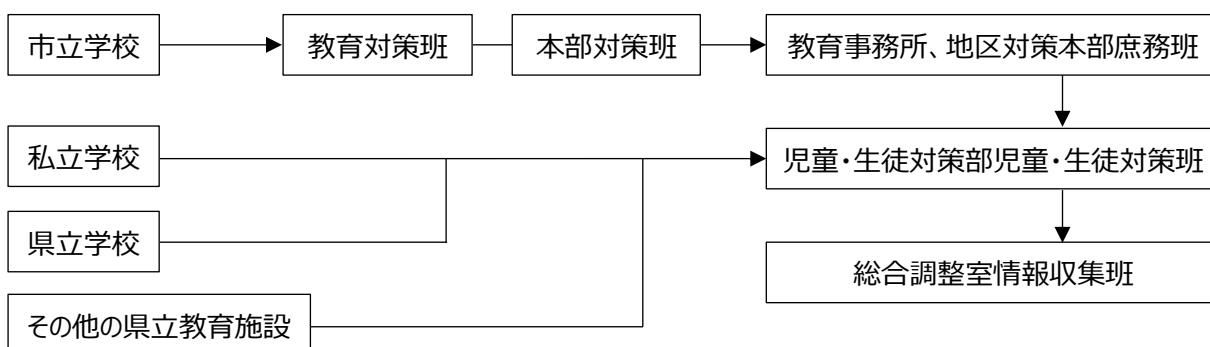 市立学校
教育対策班
本部対策班
教育事務所、地区対策本部庶務班
私立学校
児童・生徒対策部児童・生徒対策班
県立学校
総合調整室情報収集班
その他の県立教育施設